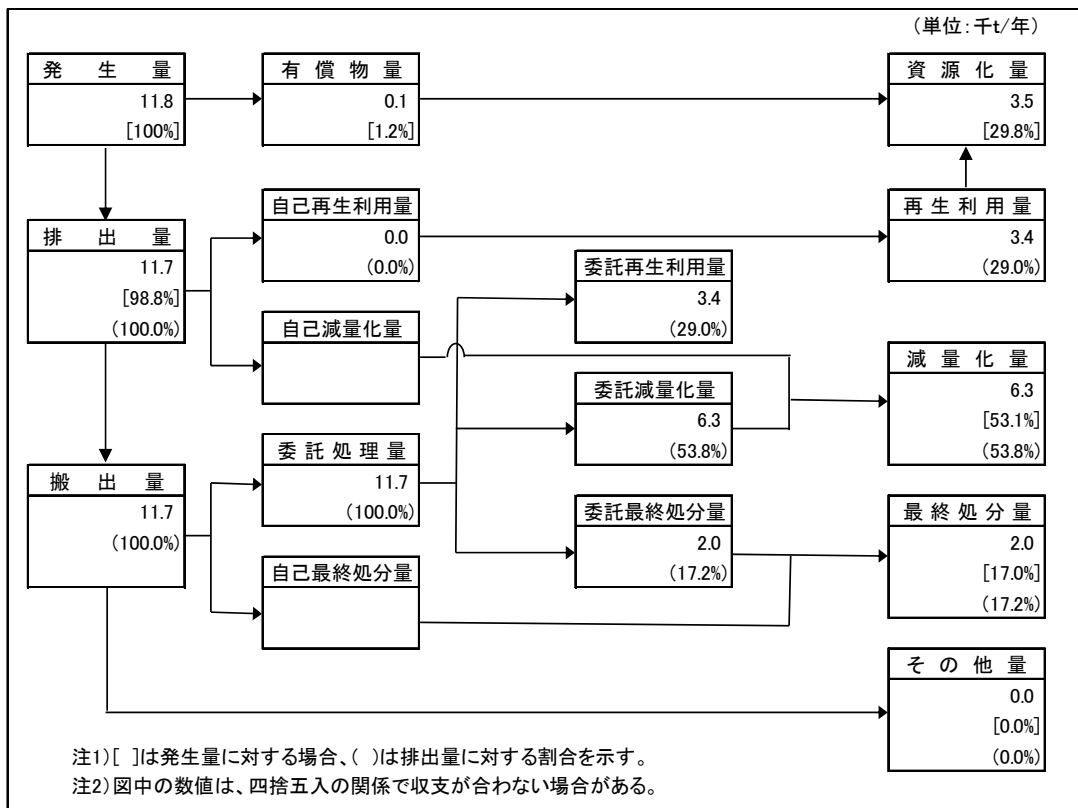 (単位:千t/年)
発生量
11.8
[100%]
有償物量
0.1
[1.2%]
資源化量
3.5
[29.8%]
排出量
11.7
[98.8%]
(100.0%)
自己再生利用量
0.0
(0.0%)
再生利用量
3.4
(29.0%)
委託再生利用量
3.4
(29.0%)
自己減量化量
委託減量化量
6.3
(53.8%)
減量化量
6.3
[53.1%]
(53.8%)
搬出量
11.7
(100.0%)
委託処理量
11.7
(100.0%)
委託最終処分量
2.0
(17.2%)
最終処分量
2.0
[17.0%]
(17.2%)
自己最終処分量
その他量
0.0
[0.0%]
(0.0%)
注1)[ ]は発生量に対する場合、( )は排出量に対する割合を示す。
注2)図中の数値は、四捨五入の関係で収支が合わない場合がある。